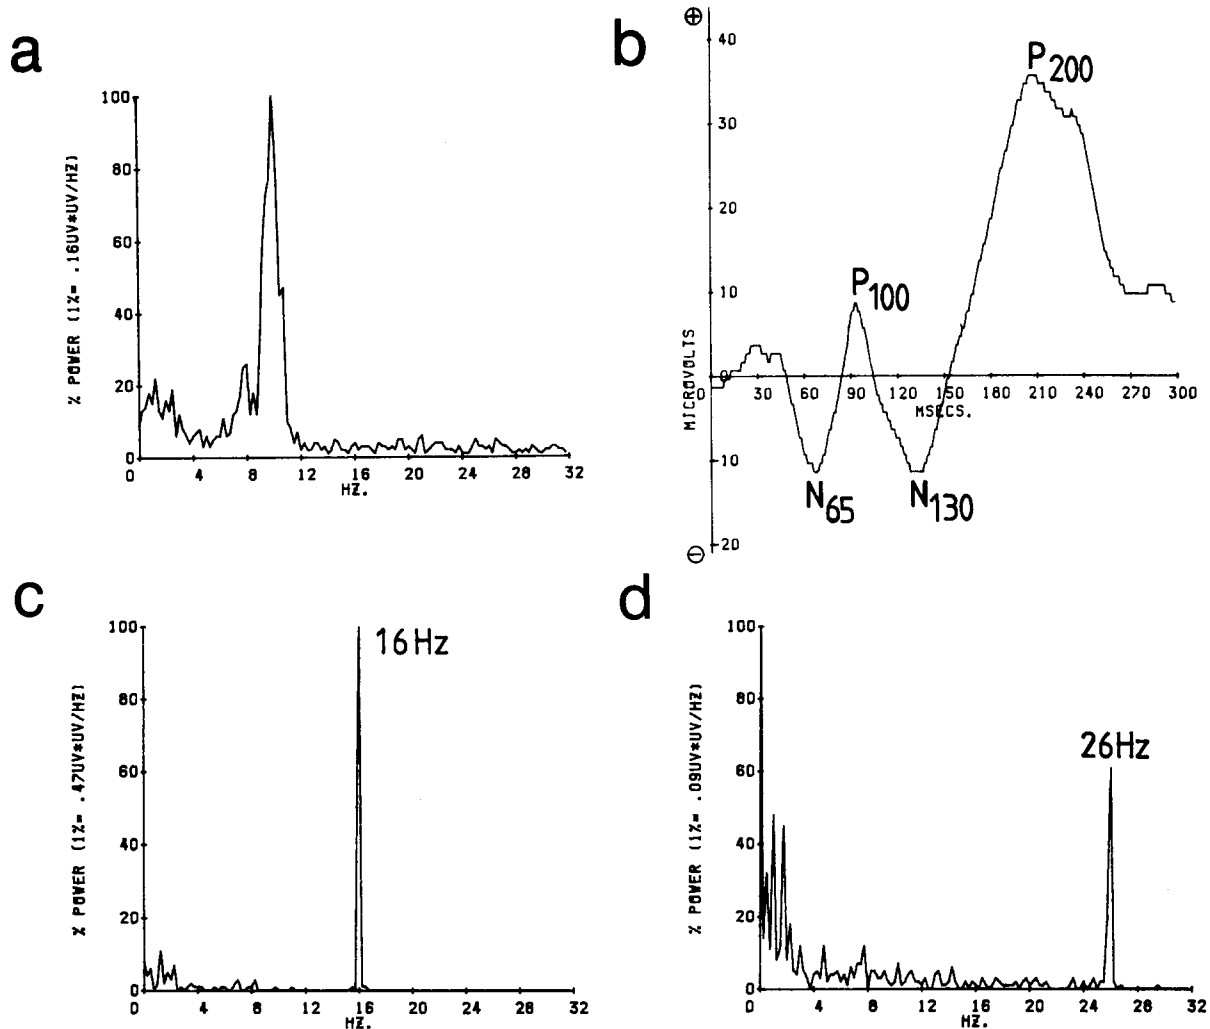 a
100
80
60
40
20
0
% POWER (1%= .16UV*UV/HZ)
0 4 8 12 16 20 24 28 32
HZ.
b
⊕
40
30
20
10
0
-10
-20
⊖
MICROVOLTS
P200
P100
N65
N130
30 60 90 120 150 180 210 240 270 300
MSECS.
c
100
80
60
40
20
0
% POWER (1%= .47UV*UV/HZ)
16Hz
0 4 8 12 16 20 24 28 32
HZ.
d
100
80
60
40
20
0
% POWER (1%= .09UV*UV/HZ)
26Hz
0 4 8 12 16 20 24 28 32
HZ.